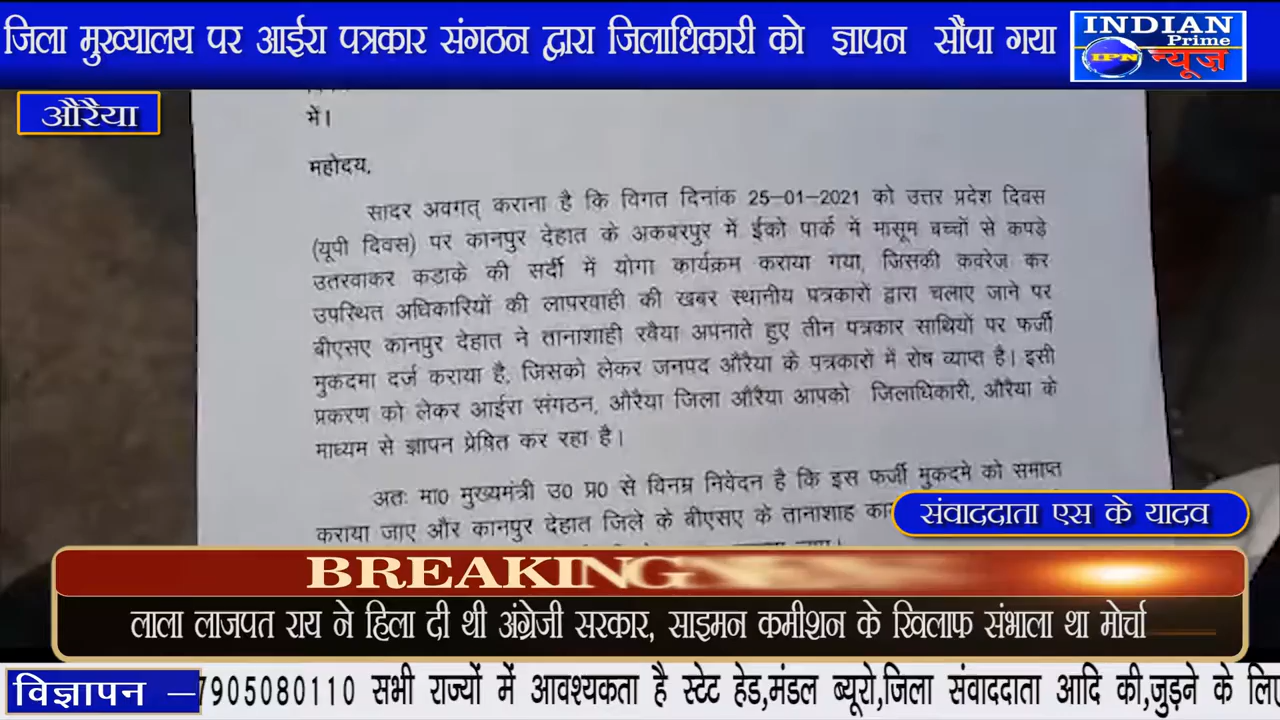 जिला मुख्यालय पर आईरा पत्रकार संगठन द्वारा जिलाधिकारी को ज्ञापन सौंपा गया
INDIAN
Prime
IPN न्यूज़
औरैया
में।
महोदय,
सादर अवगत् कराना है कि विगत दिनांक 25-01-2021 को उत्तर प्रदेश दिवस
(यूपी दिवस) पर कानपुर देहात के अकबरपुर में ईको पार्क में मासूम बच्चों से कपड़े
उतरवाकर कड़ाके की सर्दी में योगा कार्यक्रम कराया गया, जिसकी कवरेज कर
उपस्थित अधिकारियों की लापरवाही की खबर स्थानीय पत्रकारों द्वारा चलाए जाने पर
बीएसए कानपुर देहात ने तानाशाही रवैया अपनाते हुए तीन पत्रकार साथियों पर फर्जी
मुकदमा दर्ज कराया है, जिसको लेकर जनपद औरैया के पत्रकारों में रोष व्याप्त है। इसी
प्रकरण को लेकर आईरा संगठन, औरैया जिला औरैया आपको जिलाधिकारी, औरैया के
माध्यम से ज्ञापन प्रेषित कर रहा है।
अतः मा0 मुख्यमंत्री उ0 प्र0 से विनम्र निवेदन है कि इस फर्जी मुकदमे को समाप्त
कराया जाए और कानपुर देहात जिले के बीएसए के तानाशाह
संवाददाता एस के यादव
BREAKING
लाला लाजपत राय ने हिला दी थी अंग्रेजी सरकार, साइमन कमीशन के खिलाफ संभाला था मोर्चा
विज्ञापन —7905080110 सभी राज्यों में आवश्यकता है स्टेट हेड,मंडल ब्यूरो,जिला संवाददाता आदि की,जुड़ने के लिए